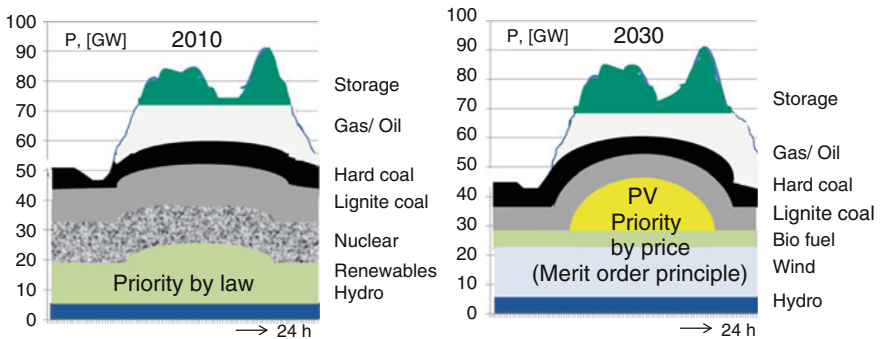 P, [GW] 2010
100
90
80
70
60
50
40
30
20
10
0
Storage
Gas/ Oil
Hard coal
Lignite coal
Nuclear
Renewables
Hydro
Priority by law
→ 24 h
P, [GW] 2030
100
90
80
70
60
50
40
30
20
10
0
Storage
Gas/ Oil
Hard coal
Lignite coal
Bio fuel
Wind
Hydro
PV
Priority
by price
(Merit order principle)
→ 24 h